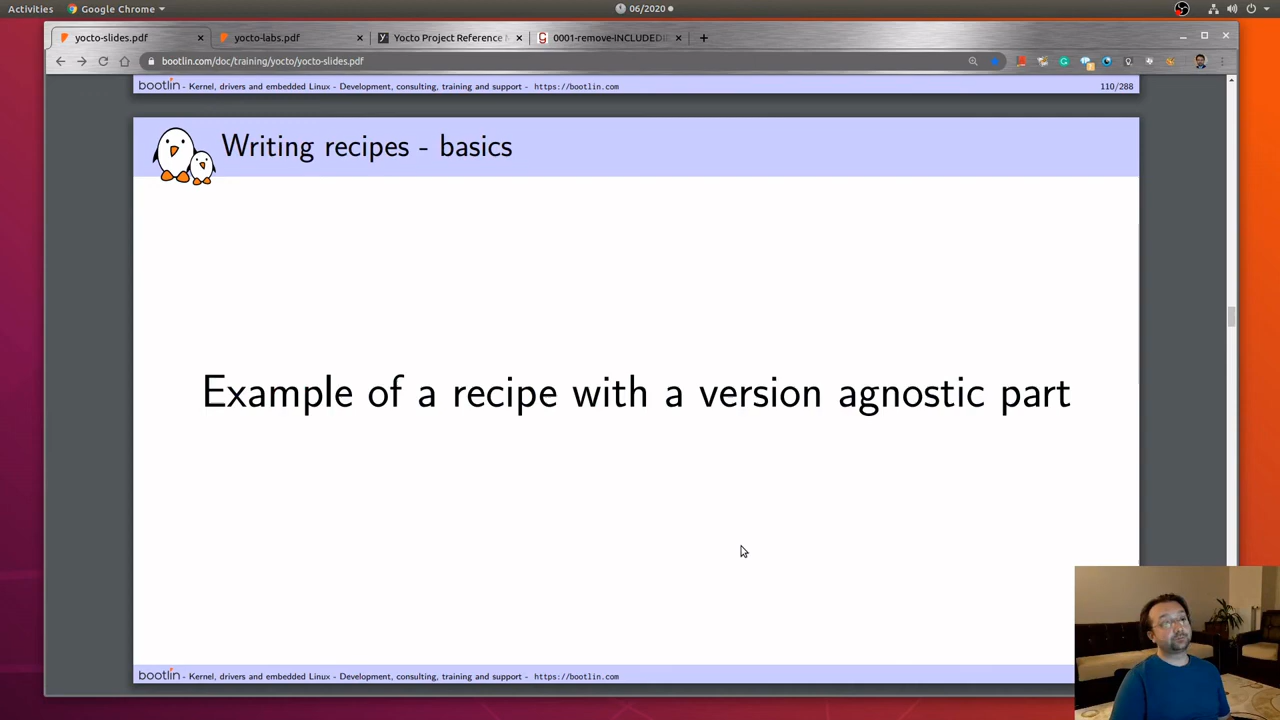 Activities
Google Chrome
06/2020
yocto-slides.pdf
yocto-labs.pdf
Yocto Project Reference
0001-remove-INCLUDEDI
bootlin.com/doc/training/yocto/yocto-slides.pdf
bootlin - Kernel, drivers and embedded Linux - Development, consulting, training and support - https://bootlin.com
110/288
Writing recipes - basics
Example of a recipe with a version agnostic part
bootlin - Kernel, drivers and embedded Linux - Development, consulting, training and support - https://bootlin.com